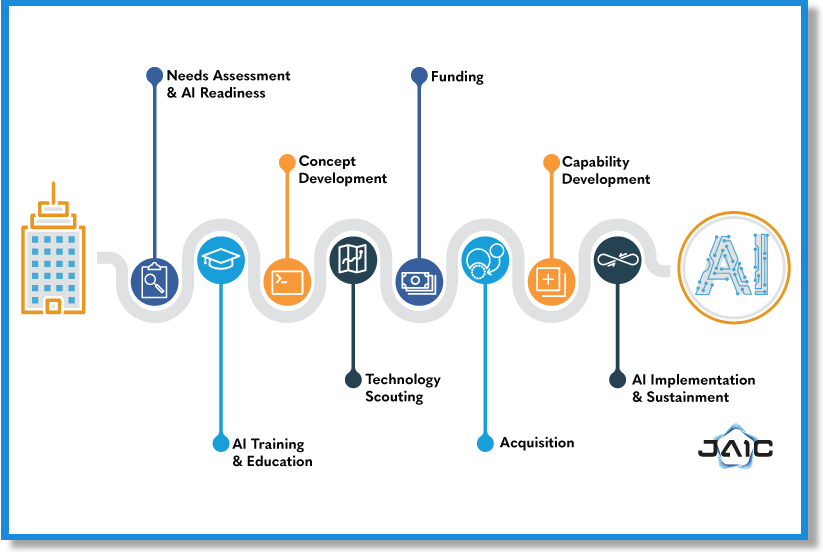 Needs Assessment
& AI Readiness
Funding
Concept
Development
Capability
Development
AI
Technology
Scouting
AI Implementation
& Sustainment
AI Training
& Education
Acquisition
JAIC